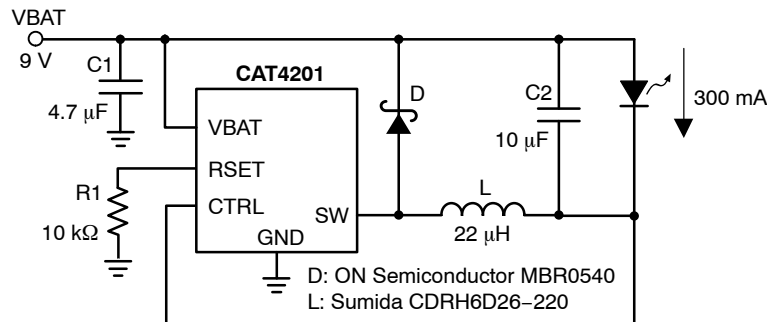 VBAT
9 V
C1
4.7 μF
CAT4201
D
C2
10 μF
300 mA
VBAT
RSET
CTRL
SW
GND
R1
10 kΩ
L
22 μH
D: ON Semiconductor MBR0540
L: Sumida CDRH6D26−220